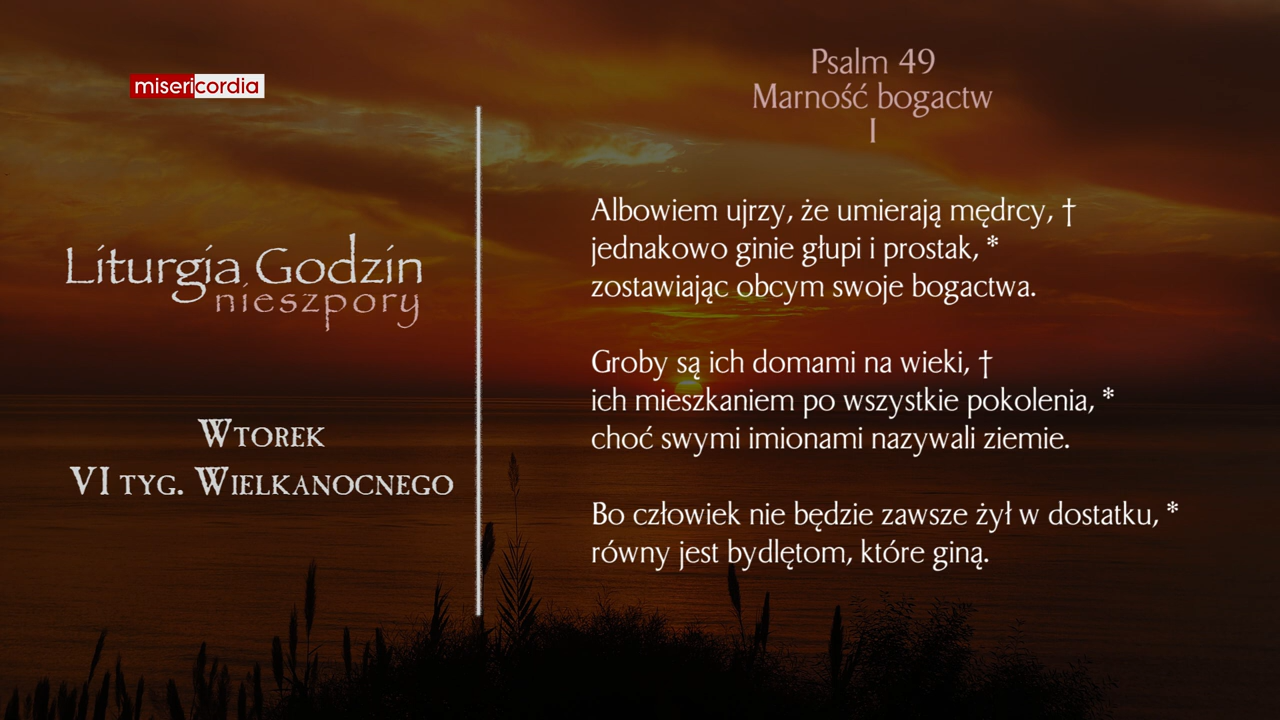 misericordia
Liturgia Godzin
nieszpory
Wtorek
VI tyg. Wielkanocnego
Psalm 49
Marność bogactw
I
Albowiem ujrzy, że umierają mędrcy, †
jednakowo ginie głupi i prostak, *
zostawiając obcym swoje bogactwa.
Groby są ich domami na wieki, †
ich mieszkaniem po wszystkie pokolenia, *
choć swymi imionami nazywali ziemie.
Bo człowiek nie będzie zawsze żył w dostatku, *
równy jest bydlętom, które giną.